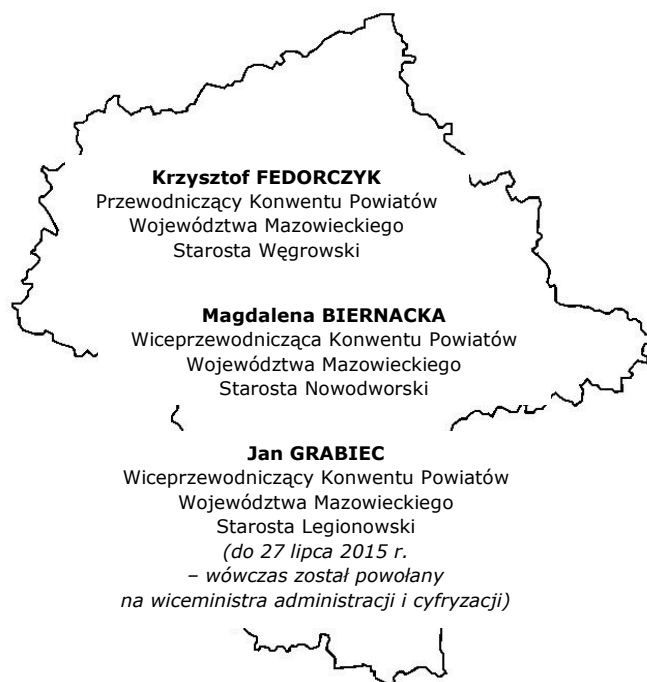 Krzysztof FEDORCZYK
Przewodniczący Konwentu Powiatów
Województwa Mazowieckiego
Starosta Węgrowski
Magdalena BIERNACKA
Wiceprzewodnicząca Konwentu Powiatów
Województwa Mazowieckiego
Starosta Nowodworski
Jan GRABIEC
Wiceprzewodniczący Konwentu Powiatów
Województwa Mazowieckiego
Starosta Legionowski
(do 27 lipca 2015 r.
– wówczas został powołany
na wiceministra administracji i cyfryzacji)